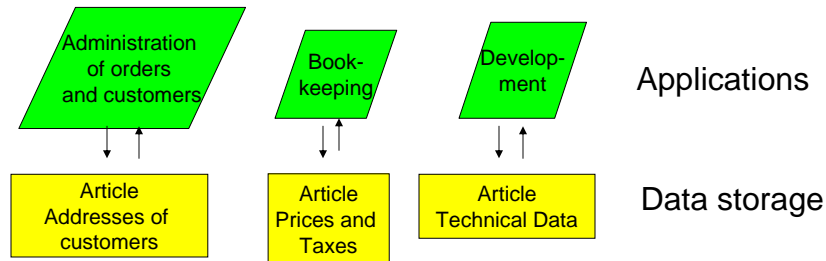 Administration
of orders
and customers
Book-
keeping
Develop-
ment
Applications
Article
Addresses of
customers
Article
Prices and
Taxes
Article
Technical Data
Data storage